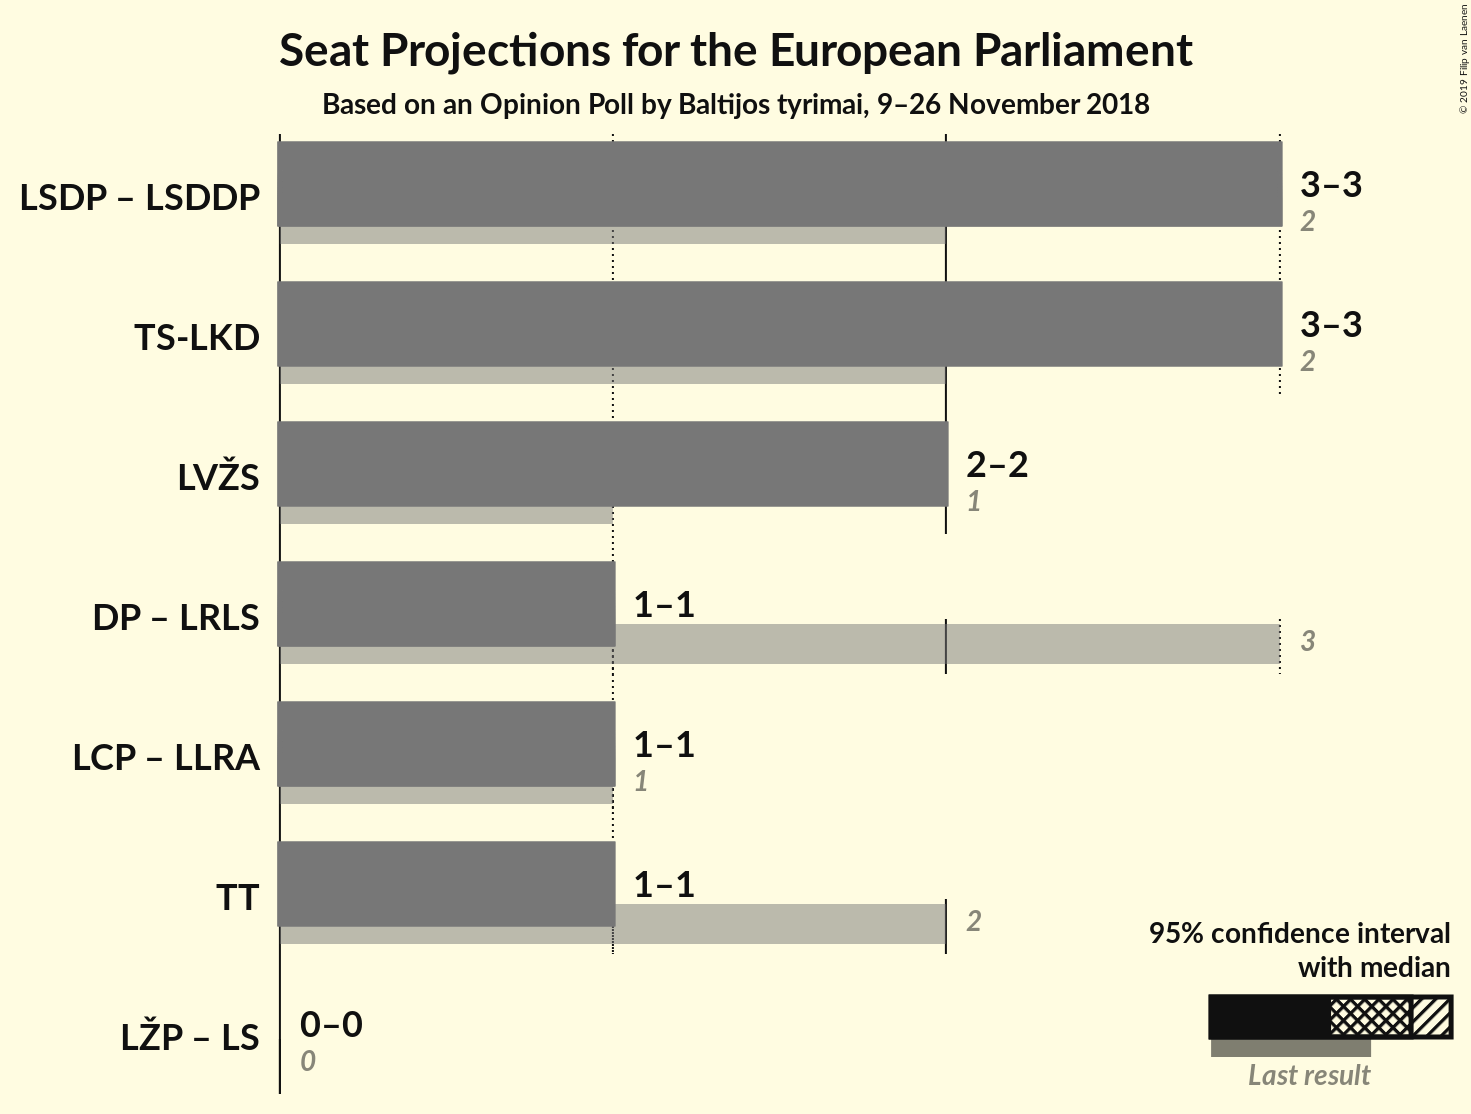 Seat Projections for the European Parliament
Based on an Opinion Poll by Baltijos tyrimai, 9–26 November 2018
© 2019 Filip van Laenen
LSDP – LSDDP
3–3
2
TS-LKD
3–3
2
LVŽS
2–2
1
DP – LRLS
1–1
3
LCP – LLRA
1–1
1
TT
1–1
2
LŽP – LS
0–0
0
95% confidence interval
with median
Last result